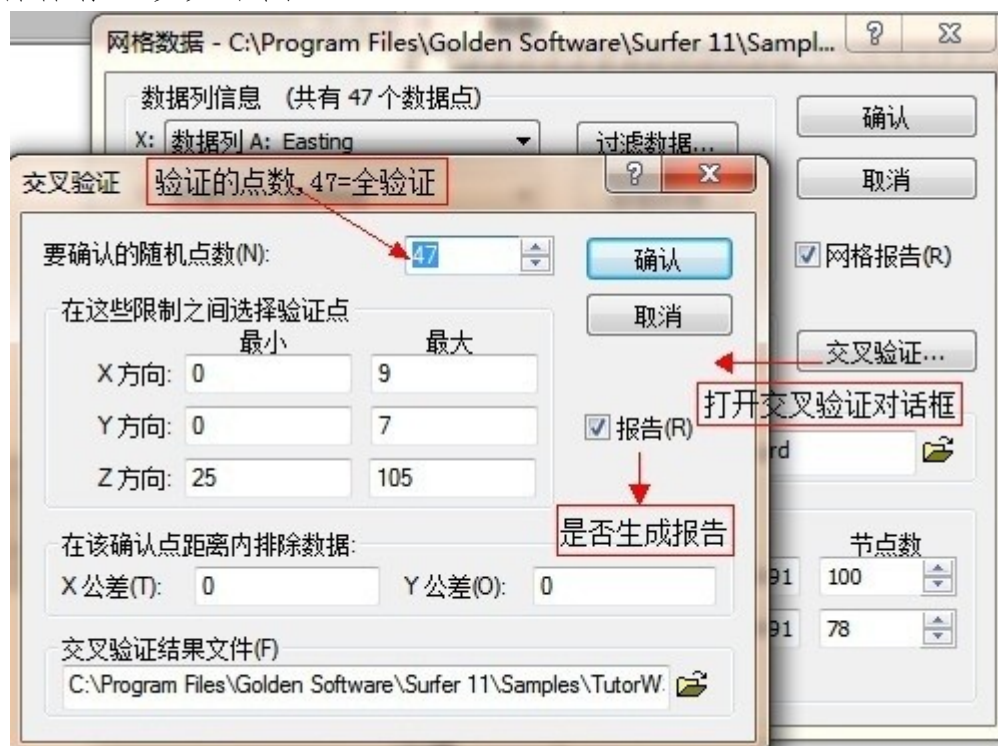 网格数据 - C:\Program Files\Golden Software\Surfer 11\Sampl...
数据列信息 (共有 47 个数据点)
确认
X: 数据列 A: Easting
过滤数据...
取消
交叉验证
验证的点数, 47=全验证
要确认的随机点数(N):
47
确认
网格报告(R)
在这些限制之间选择验证点
取消
最小
最大
交叉验证...
X 方向: 0
9
打开交叉验证对话框
Y 方向: 0
7
报告(R)
rd
Z 方向: 25
105
是否生成报告
在该确认点距离内排除数据:
节点数
X 公差(T): 0
Y 公差(O): 0
91
100
91
78
交叉验证结果文件(F)
C:\Program Files\Golden Software\Surfer 11\Samples\TutorW